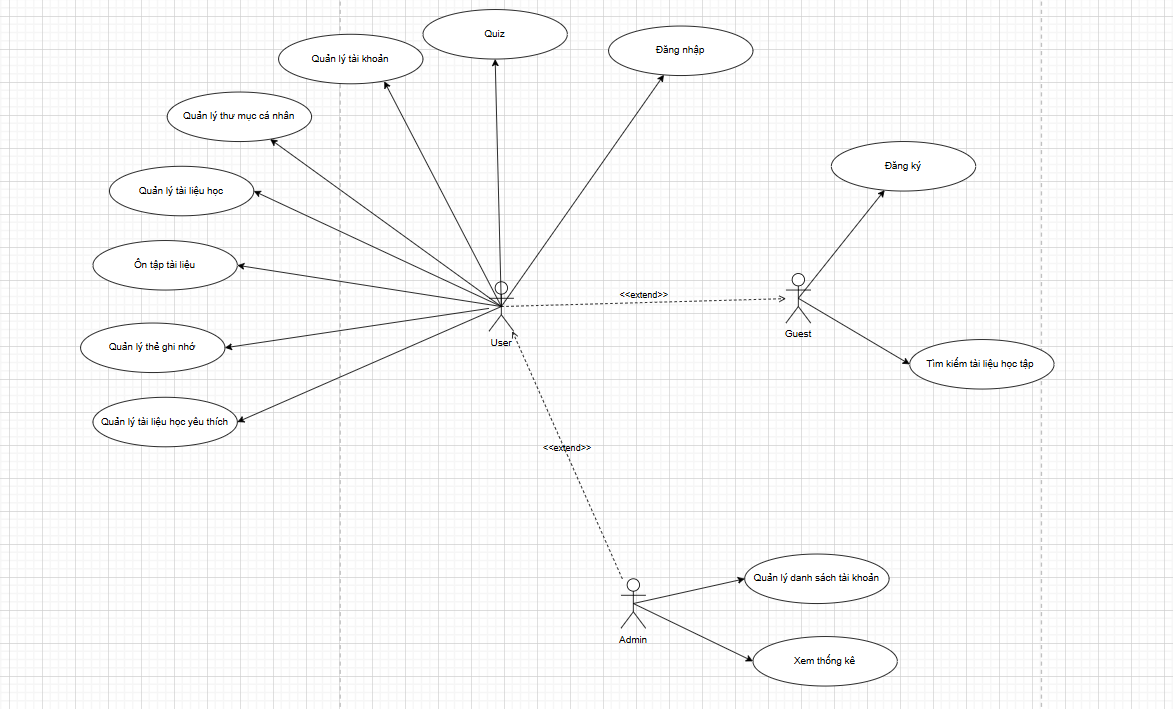 Quiz
Đăng nhập
Quản lý tài khoản
Quản lý thư mục cá nhân
Đăng ký
Quản lý tài liệu học
Ôn tập tài liệu
<<extend>>
Guest
User
Quản lý thẻ ghi nhớ
Tìm kiếm tài liệu học tập
Quản lý tài liệu học yêu thích
<<extend>>
Quản lý danh sách tài khoản
Admin
Xem thống kê